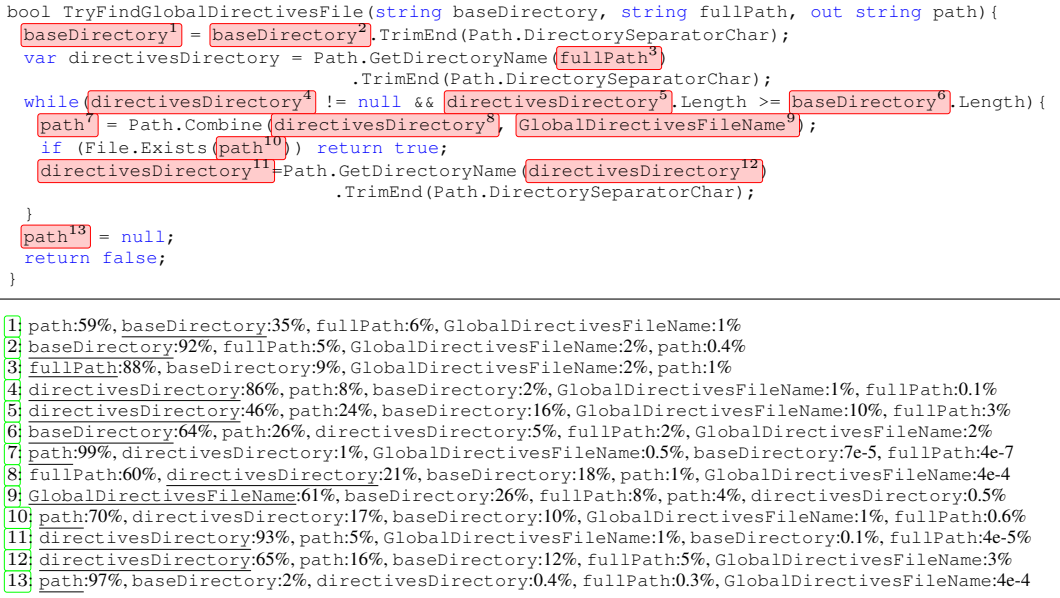 bool TryFindGlobalDirectivesFile(string baseDirectory, string fullPath, out string path){
baseDirectory1 = baseDirectory2.TrimEnd(Path.DirectorySeparatorChar);
var directivesDirectory = Path.GetDirectoryName(fullPath3)
.TrimEnd(Path.DirectorySeparatorChar);
while(directivesDirectory4 != null && directivesDirectory5.Length >= baseDirectory6.Length){
path7 = Path.Combine(directivesDirectory8, GlobalDirectivesFileName9);
if (File.Exists(path10)) return true;
directivesDirectory11=Path.GetDirectoryName(directivesDirectory12)
.TrimEnd(Path.DirectorySeparatorChar);
}
path13 = null;
return false;
}
1: path:59%, baseDirectory:35%, fullPath:6%, GlobalDirectivesFileName:1%
2: baseDirectory:92%, fullPath:5%, GlobalDirectivesFileName:2%, path:0.4%
3: fullPath:88%, baseDirectory:9%, GlobalDirectivesFileName:2%, path:1%
4: directivesDirectory:86%, path:8%, baseDirectory:2%, GlobalDirectivesFileName:1%, fullPath:0.1%
5: directivesDirectory:46%, path:24%, baseDirectory:16%, GlobalDirectivesFileName:10%, fullPath:3%
6: baseDirectory:64%, path:26%, directivesDirectory:5%, fullPath:2%, GlobalDirectivesFileName:2%
7: path:99%, directivesDirectory:1%, GlobalDirectivesFileName:0.5%, baseDirectory:7e-5, fullPath:4e-7
8: fullPath:60%, directivesDirectory:21%, baseDirectory:18%, path:1%, GlobalDirectivesFileName:4e-4
9: GlobalDirectivesFileName:61%, baseDirectory:26%, fullPath:8%, path:4%, directivesDirectory:0.5%
10: path:70%, directivesDirectory:17%, baseDirectory:10%, GlobalDirectivesFileName:1%, fullPath:0.6%
11: directivesDirectory:93%, path:5%, GlobalDirectivesFileName:1%, baseDirectory:0.1%, fullPath:4e-5%
12: directivesDirectory:65%, path:16%, baseDirectory:12%, fullPath:5%, GlobalDirectivesFileName:3%
13: path:97%, baseDirectory:2%, directivesDirectory:0.4%, fullPath:0.3%, GlobalDirectivesFileName:4e-4